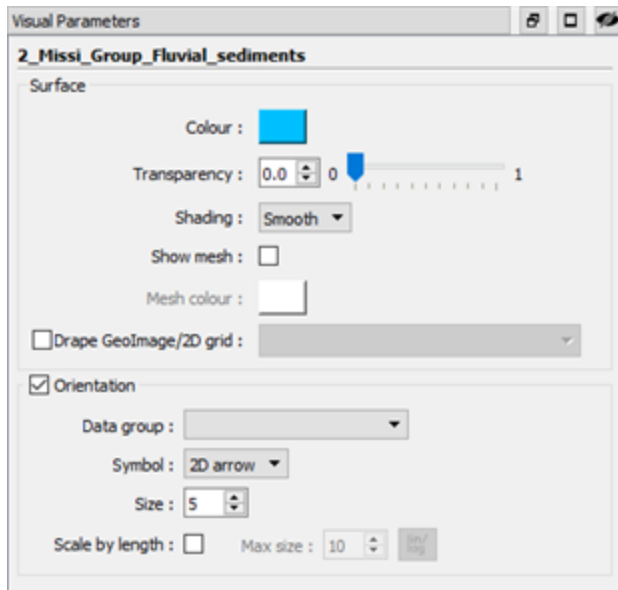 Visual Parameters
2_Missi_Group_Fluvial_sediments
Surface
Colour :
Transparency : 0.0 0 1
Shading : Smooth
Show mesh :
Mesh colour :
Drape GeoImage/2D grid :
Orientation
Data group :
Symbol : 2D arrow
Size : 5
Scale by length : Max size : 10 lin/
log